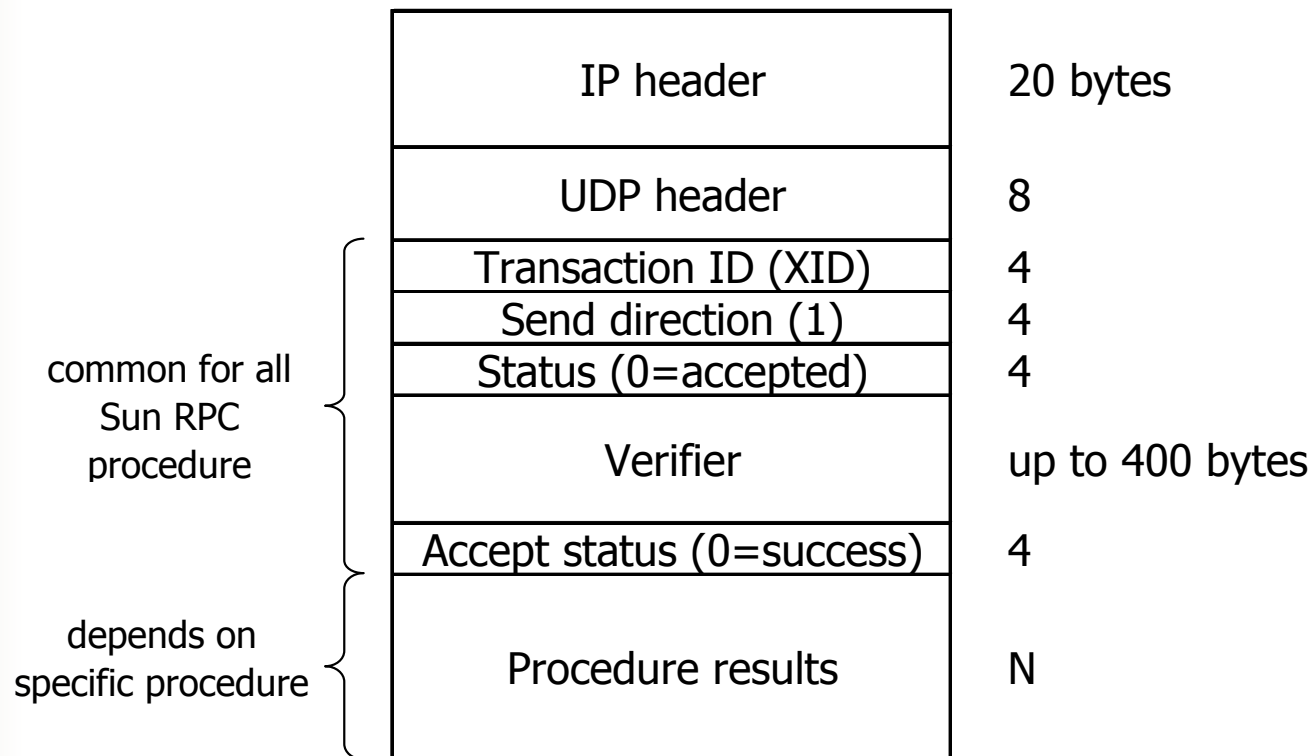 IP header 20 bytes
UDP header 8
Transaction ID (XID) 4
Send direction (1) 4
Status (0=accepted) 4
common for all
Sun RPC
procedure
Verifier up to 400 bytes
Accept status (0=success) 4
depends on
specific procedure
Procedure results N